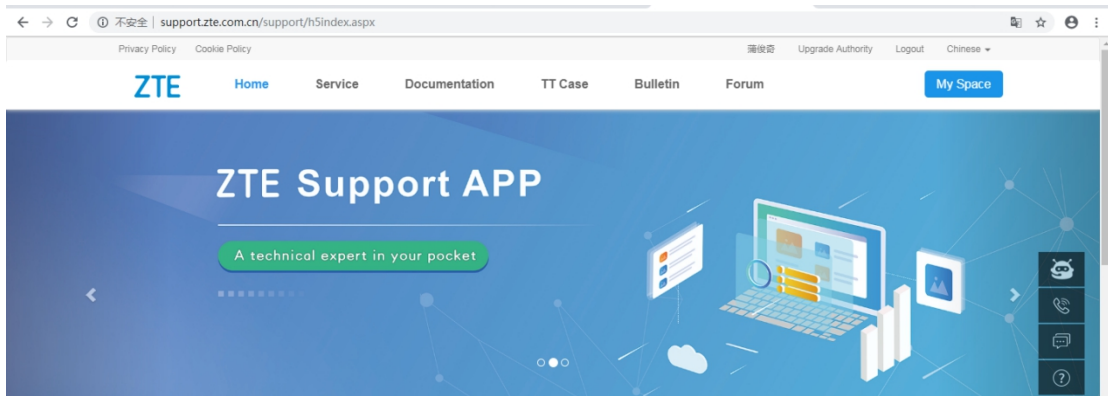 不安全 | support.zte.com.cn/support/h5index.aspx
Privacy Policy Cookie Policy 蒲俊奇 Upgrade Authority Logout Chinese
ZTE Home Service Documentation TT Case Bulletin Forum My Space
ZTE Support APP
A technical expert in your pocket